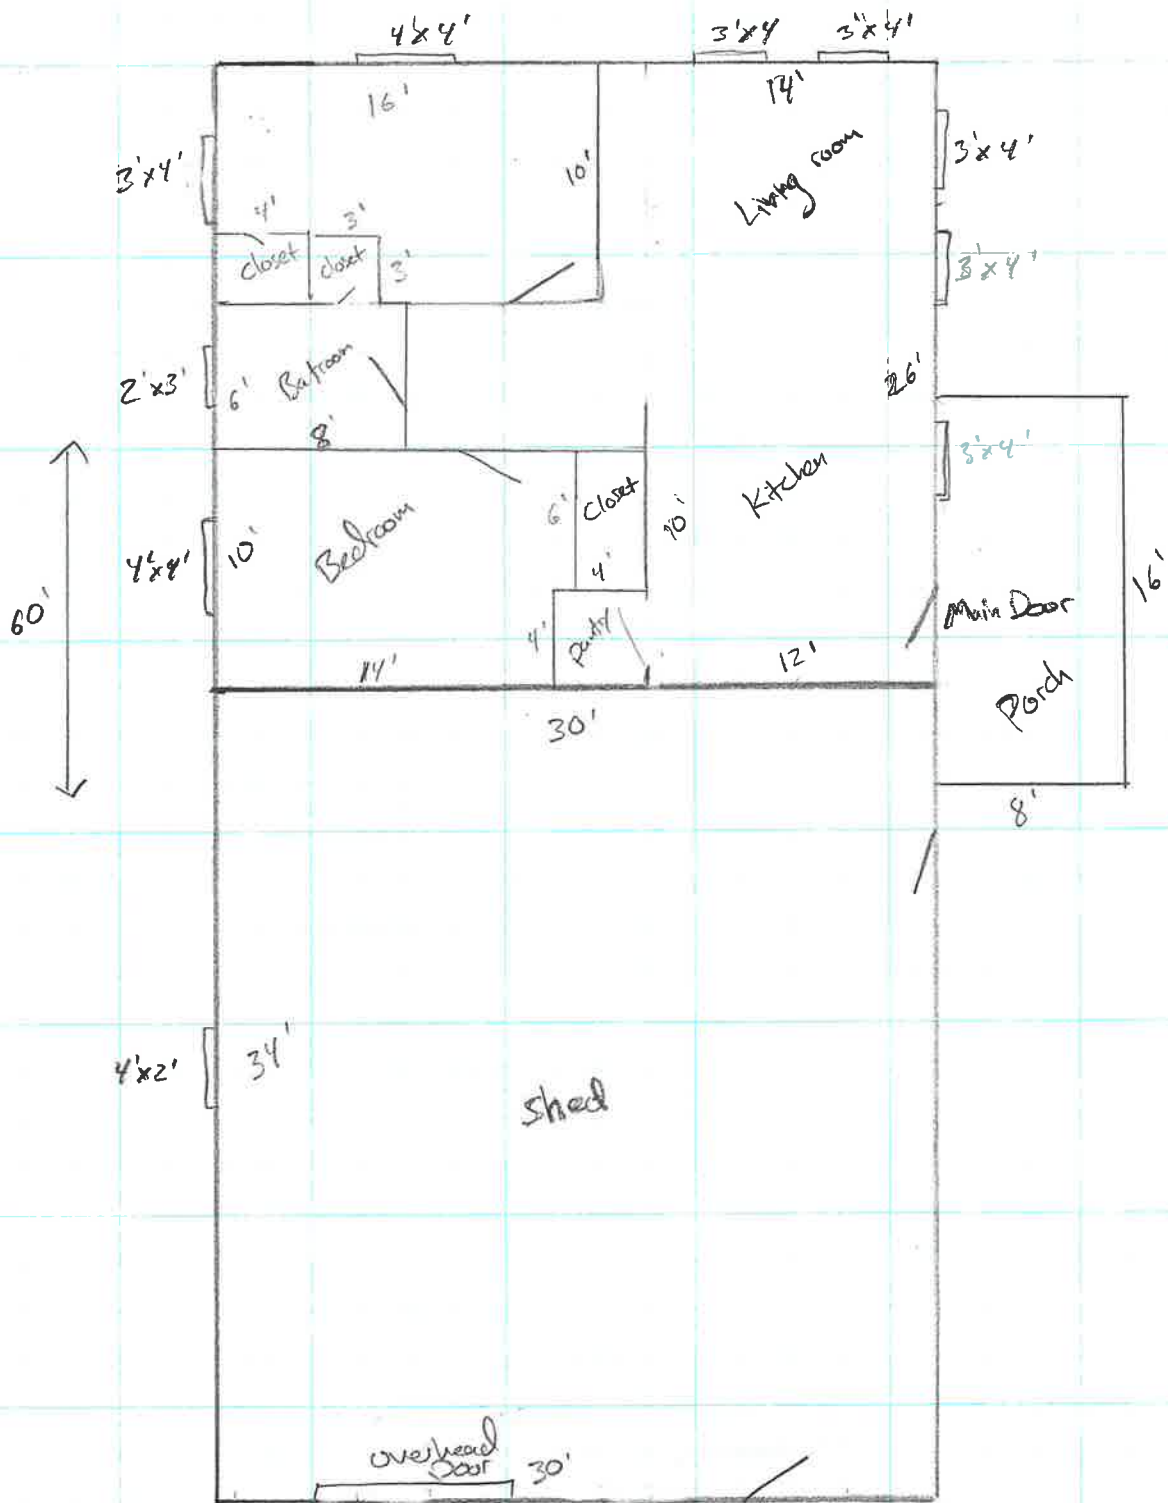 4'x4'
3'x4
3'x4'
16'
14'
3'x4'
10'
Living room
3'x4'
4'
3'
closet
closet
3'
3'x4'
2'x3'
6'
Batroom
8'
26'
3'x4'
Kitchen
6'
Closet
10'
Bedroom
4'x4'
10'
4'
60'
16'
Main Door
4'
panty
14'
12'
Porch
30'
8'
4'x2'
34'
Shed
overhead
Door
30'